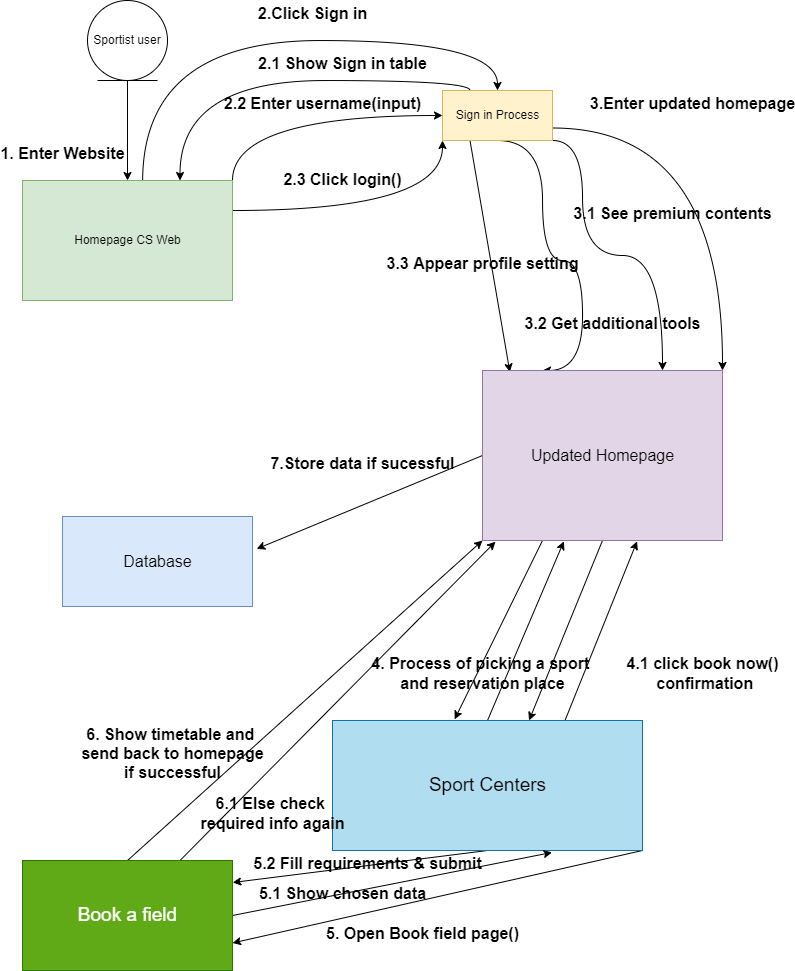 2.Click Sign in
Sportist user
2.1 Show Sign in table
2.2 Enter username(input)
3.Enter updated homepage
Sign in Process
1. Enter Website
2.3 Click login()
3.1 See premium contents
Homepage CS Web
3.3 Appear profile setting
3.2 Get additional tools
Updated Homepage
7.Store data if sucessful
Database
4. Process of picking a sport
and reservation place
4.1 click book now()
confirmation
6. Show timetable and
send back to homepage
if successful
Sport Centers
6.1 Else check
required info again
5.2 Fill requirements & submit
5.1 Show chosen data
Book a field
5. Open Book field page()